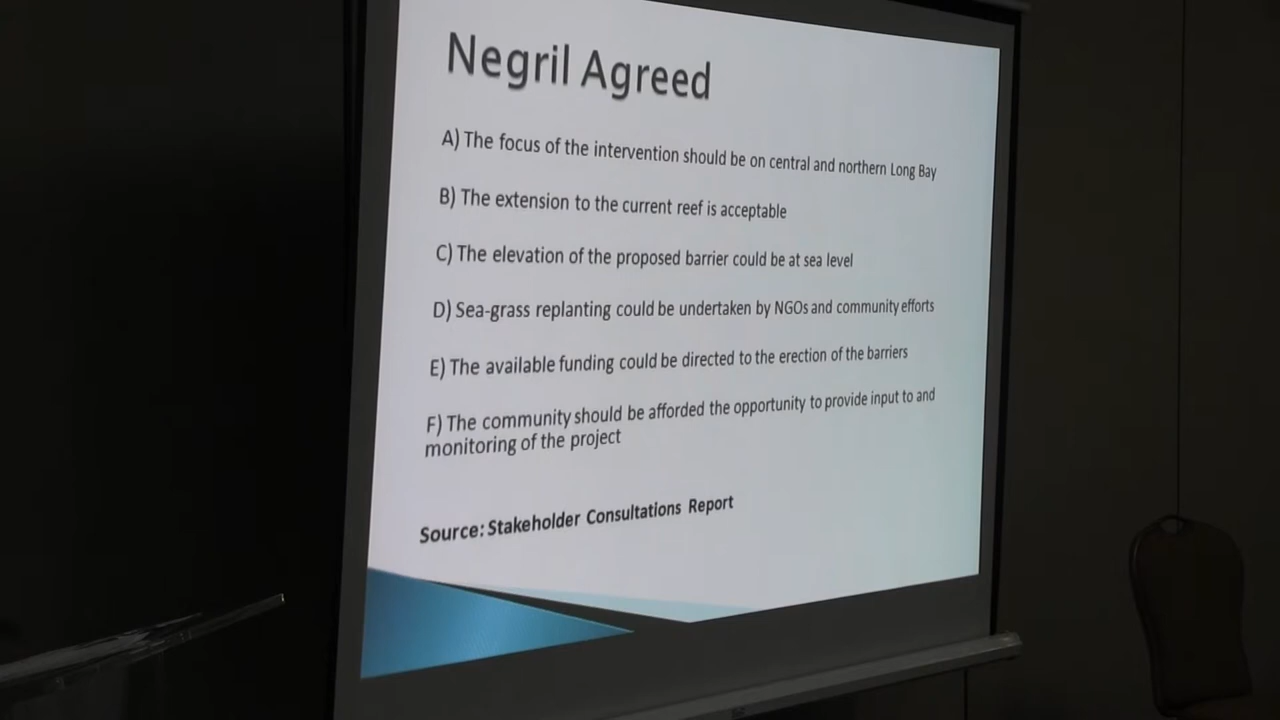 Negril Agreed
A) The focus of the intervention should be on central and northern Long Bay
B) The extension to the current reef is acceptable
C) The elevation of the proposed barrier could be at sea level
D) Sea-grass replanting could be undertaken by NGOs and community efforts
E) The available funding could be directed to the erection of the barriers
F) The community should be afforded the opportunity to provide input to and
monitoring of the project
Source: Stakeholder Consultations Report